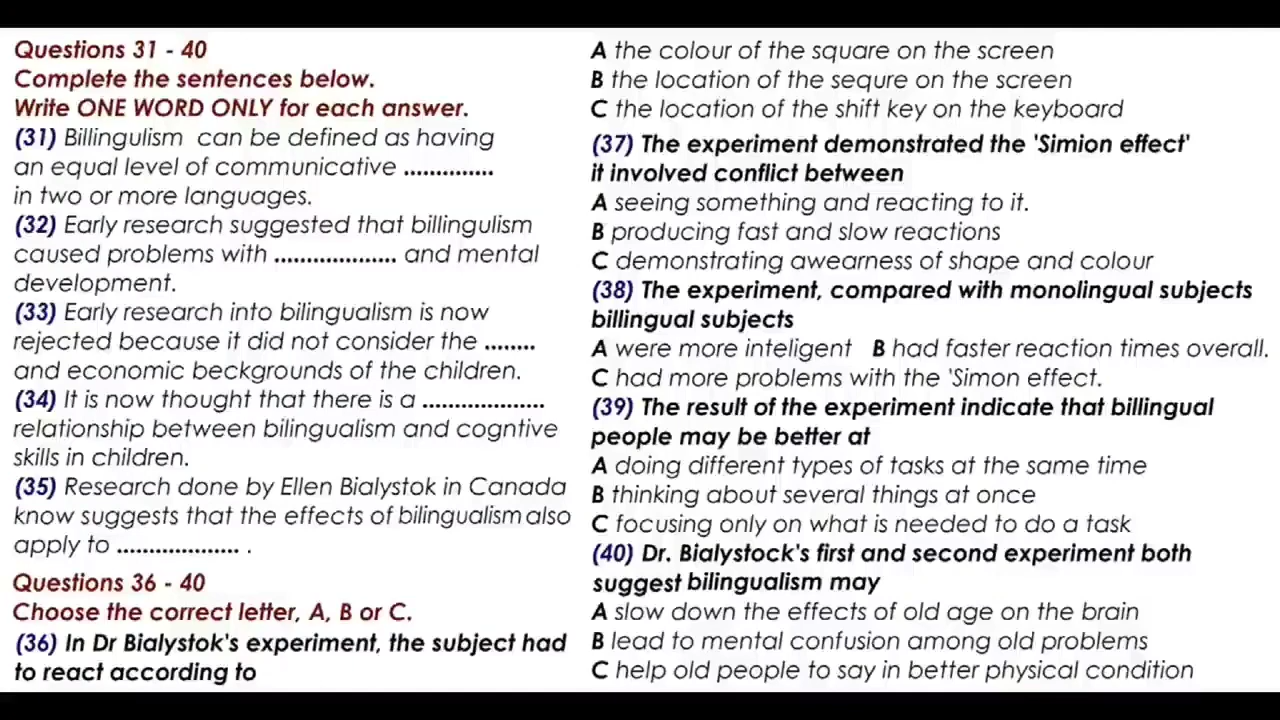 Questions 31 - 40
Complete the sentences below.
Write ONE WORD ONLY for each answer.
(31) Billingulism can be defined as having
an equal level of communicative ..............
in two or more languages.
(32) Early research suggested that billingulism
caused problems with ................... and mental
development.
(33) Early research into bilingualism is now
rejected because it did not consider the ........
and economic beckgrounds of the children.
(34) It is now thought that there is a ...................
relationship between bilingualism and cogntive
skills in children.
(35) Research done by Ellen Bialystok in Canada
know suggests that the effects of bilingualism also
apply to ................... .
Questions 36 - 40
Choose the correct letter, A, B or C.
(36) In Dr Bialystok's experiment, the subject had
to react according to
A the colour of the square on the screen
B the location of the sequre on the screen
C the location of the shift key on the keyboard
(37) The experiment demonstrated the 'Simion effect'
it involved conflict between
A seeing something and reacting to it.
B producing fast and slow reactions
C demonstrating awearness of shape and colour
(38) The experiment, compared with monolingual subjects
billingual subjects
A were more inteligent B had faster reaction times overall.
C had more problems with the 'Simon effect.
(39) The result of the experiment indicate that billingual
people may be better at
A doing different types of tasks at the same time
B thinking about several things at once
C focusing only on what is needed to do a task
(40) Dr. Bialystock's first and second experiment both
suggest bilingualism may
A slow down the effects of old age on the brain
B lead to mental confusion among old problems
C help old people to say in better physical condition